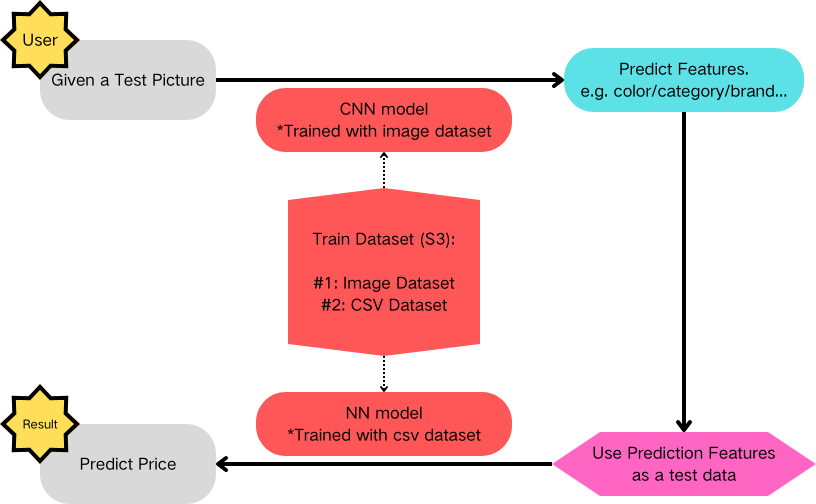 User
Given a Test Picture
Predict Features.
e.g. color/category/brand...
CNN model
*Trained with image dataset
Train Dataset (S3):
#1: Image Dataset
#2: CSV Dataset
NN model
*Trained with csv dataset
Use Prediction Features
as a test data
Result
Predict Price